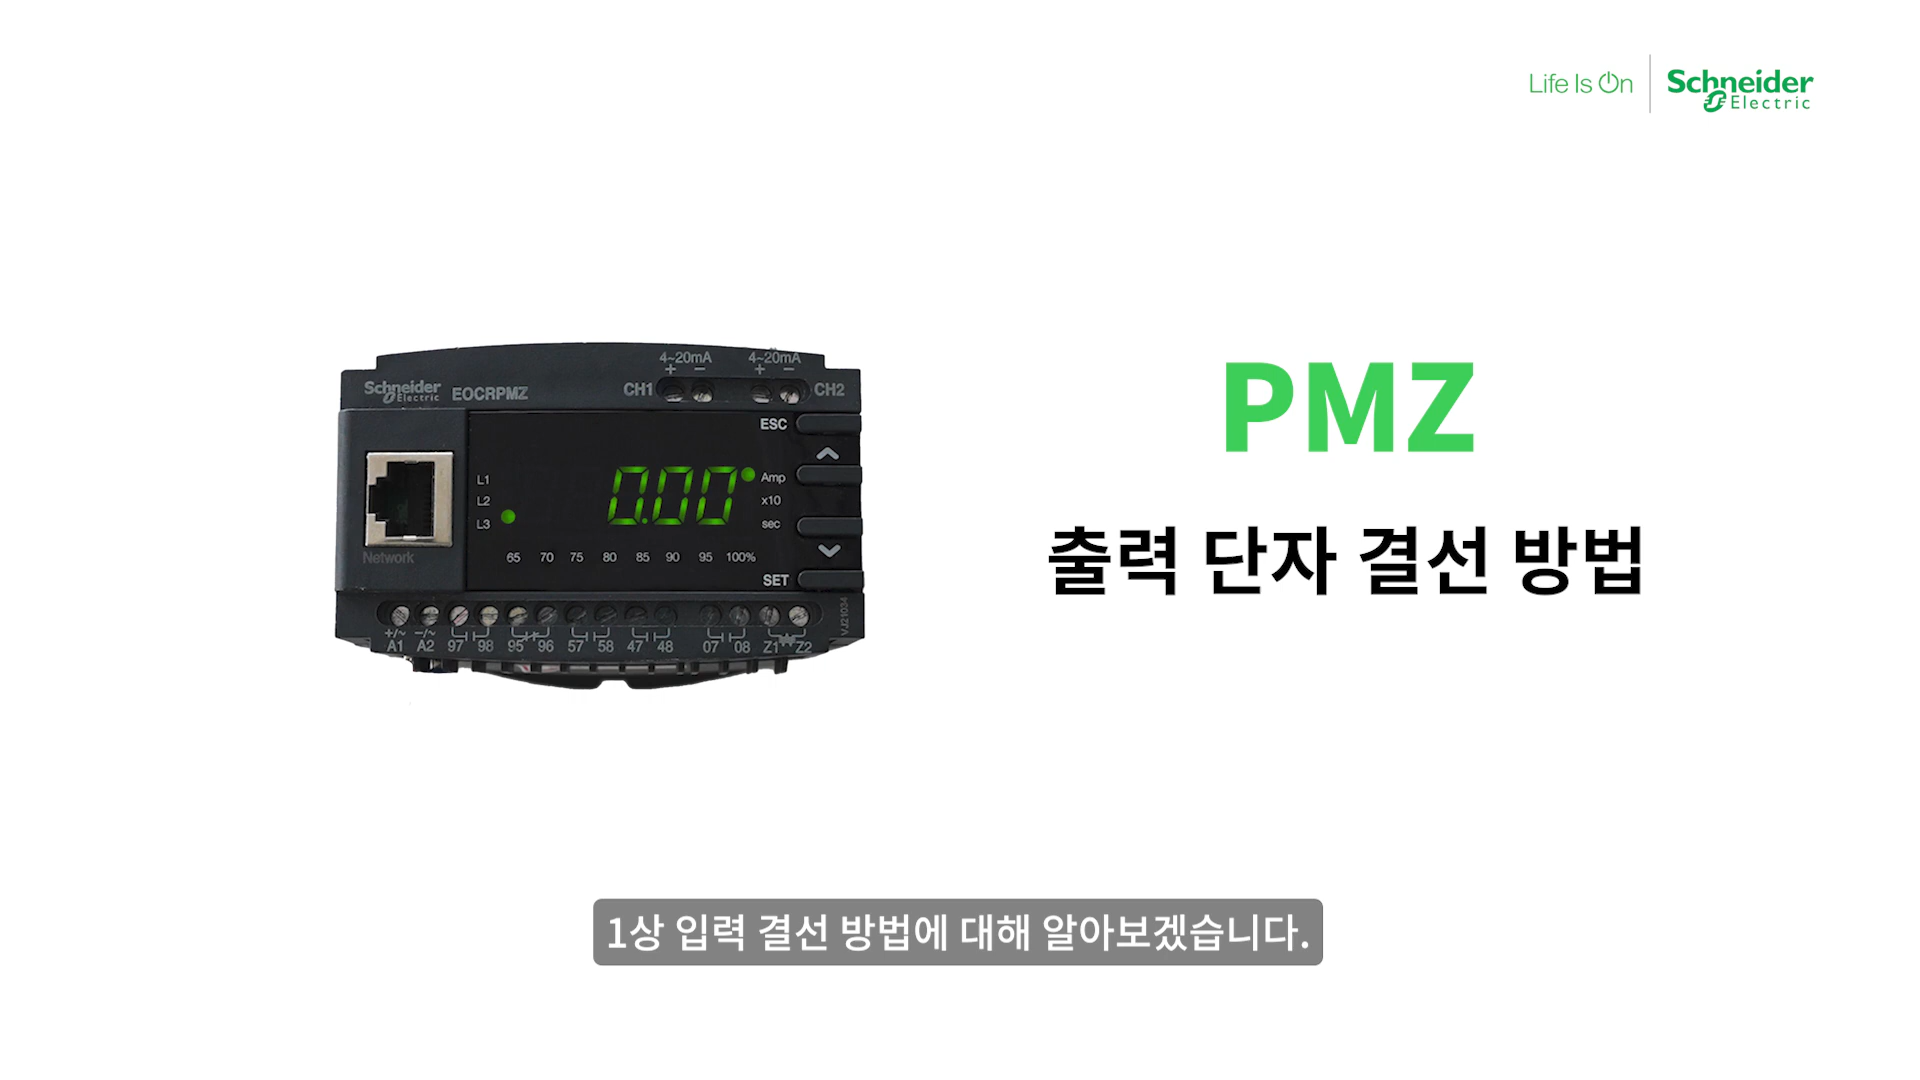 Life Is On
Schneider
Electric
4~20mA 4~20mA
+ − + −
Schneider
Electric
EOCRPMZ
CH1 CH2
ESC
L1
L2
L3
0.00
Amp
x10
sec
65 70 75 80 85 90 95 100%
SET
Network
VJ21034
+/~ −/~
A1 A2 97 98 95 96 57 58 47 48 07 08 Z1 Z2
PMZ
출력 단자 결선 방법
1상 입력 결선 방법에 대해 알아보겠습니다.